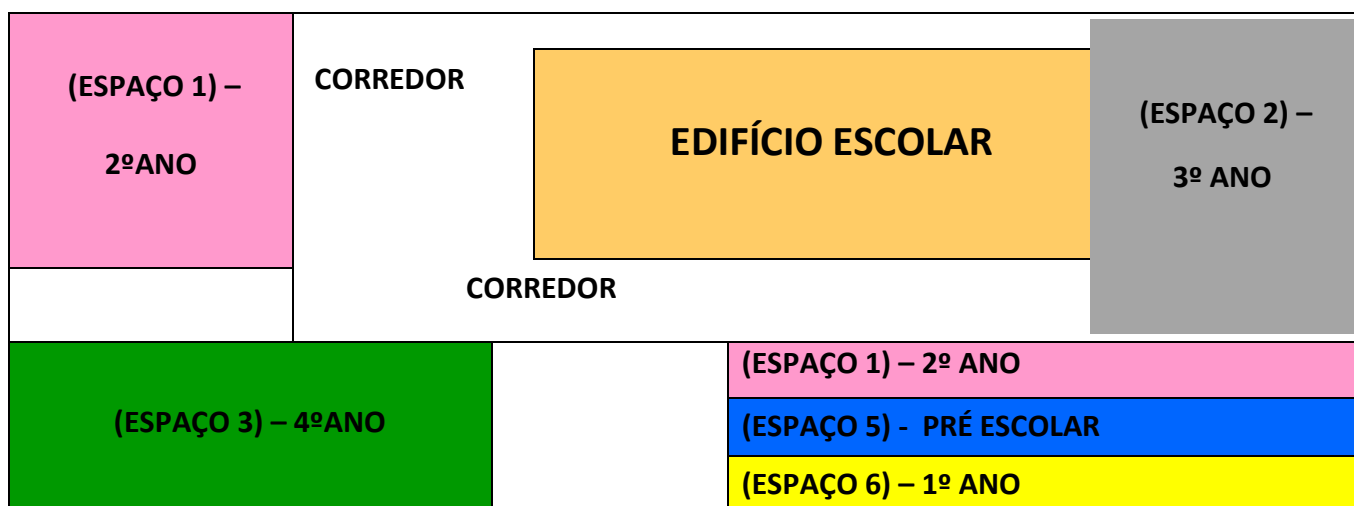 (ESPAÇO 1) –
2ºANO
CORREDOR
EDIFÍCIO ESCOLAR
(ESPAÇO 2) –
3º ANO
CORREDOR
(ESPAÇO 3) – 4ºANO
(ESPAÇO 1) – 2º ANO
(ESPAÇO 5) - PRÉ ESCOLAR
(ESPAÇO 6) – 1º ANO